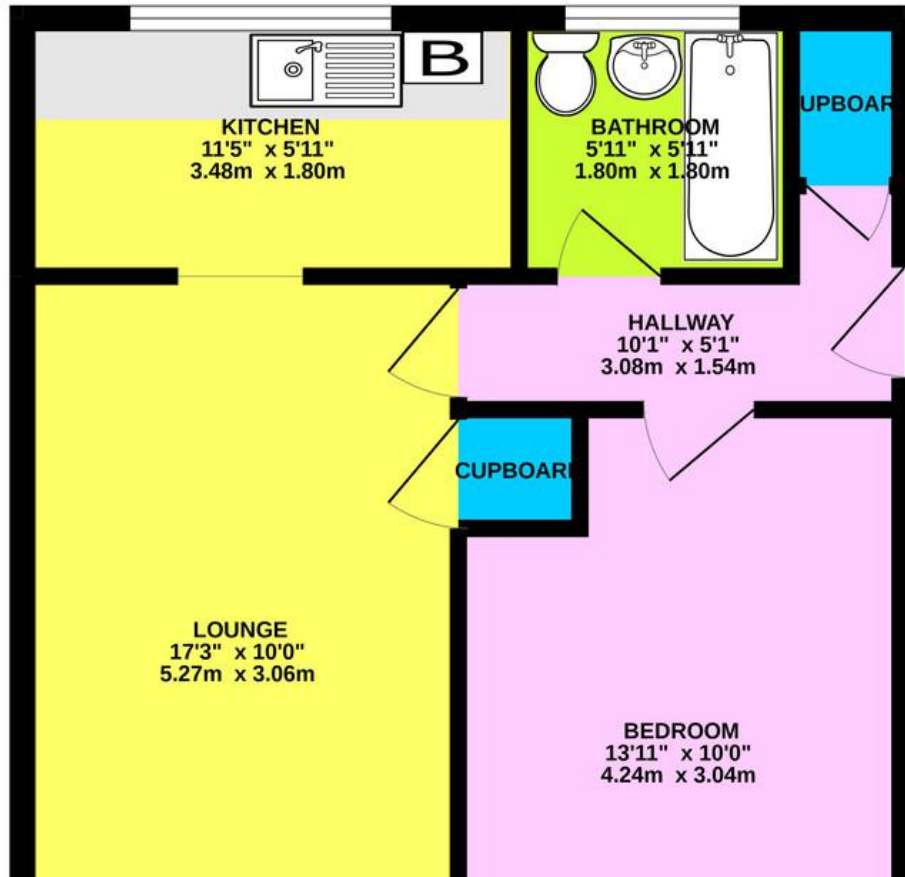 B
KITCHEN
11'5" x 5'11"
3.48m x 1.80m
BATHROOM
5'11" x 5'11"
1.80m x 1.80m
UPBOAR
HALLWAY
10'1" x 5'1"
3.08m x 1.54m
CUPBOARD
LOUNGE
17'3" x 10'0"
5.27m x 3.06m
BEDROOM
13'11" x 10'0"
4.24m x 3.04m